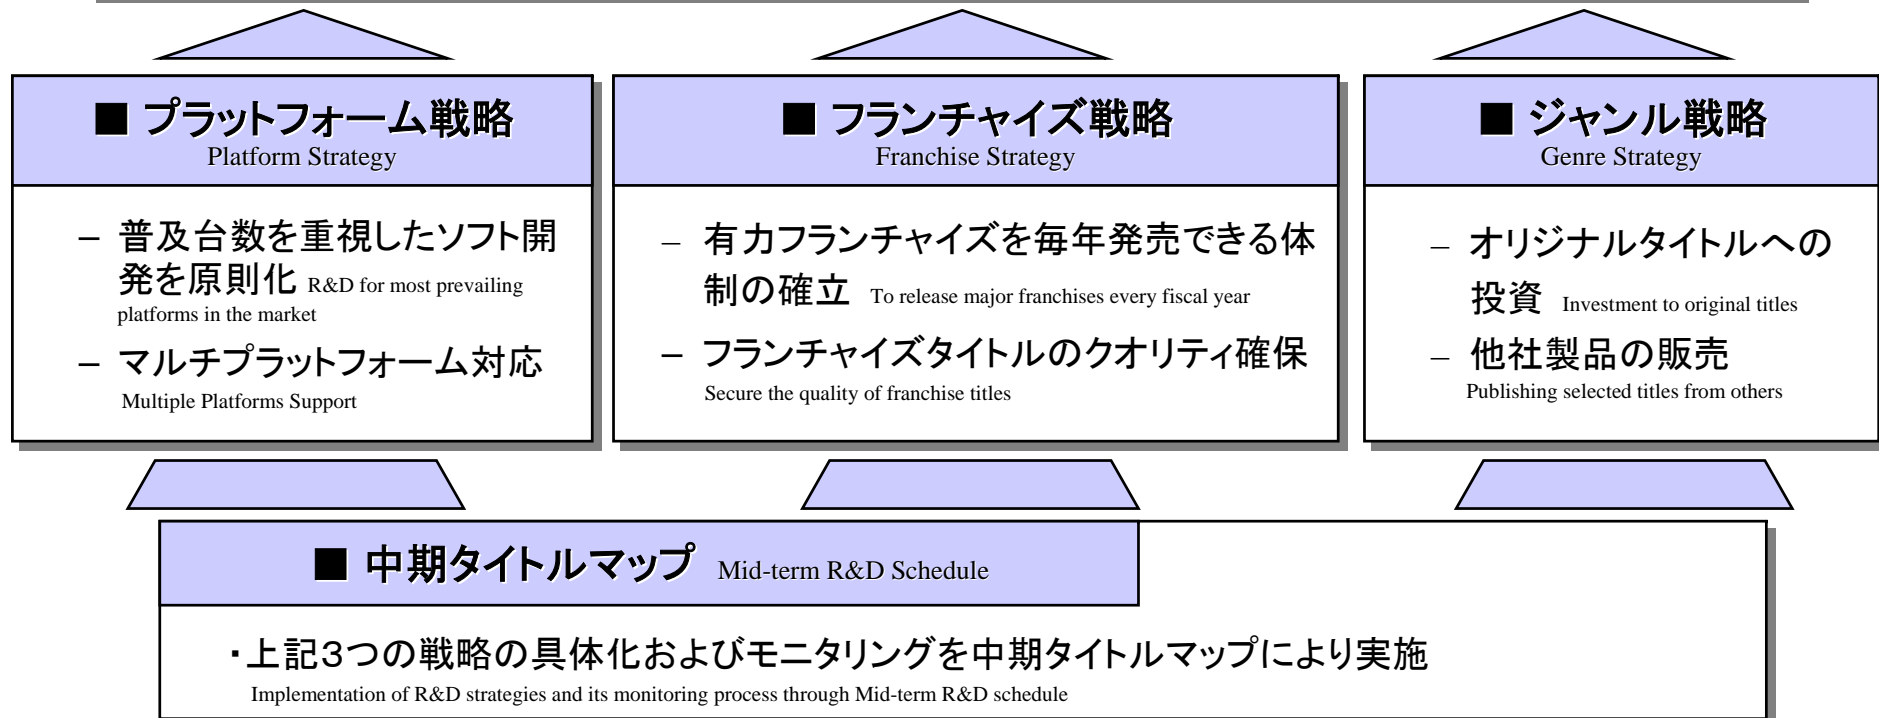 ■ プラットフォーム戦略
Platform Strategy
– 普及台数を重視したソフト開
発を原則化 R&D for most prevailing
platforms in the market
– マルチプラットフォーム対応
Multiple Platforms Support
■ フランチャイズ戦略
Franchise Strategy
– 有力フランチャイズを毎年発売できる体
制の確立 To release major franchises every fiscal year
– フランチャイズタイトルのクオリティ確保
Secure the quality of franchise titles
■ ジャンル戦略
Genre Strategy
– オリジナルタイトルへの
投資 Investment to original titles
– 他社製品の販売
Publishing selected titles from others
■ 中期タイトルマップ Mid-term R&D Schedule
・上記3つの戦略の具体化およびモニタリングを中期タイトルマップにより実施
Implementation of R&D strategies and its monitoring process through Mid-term R&D schedule